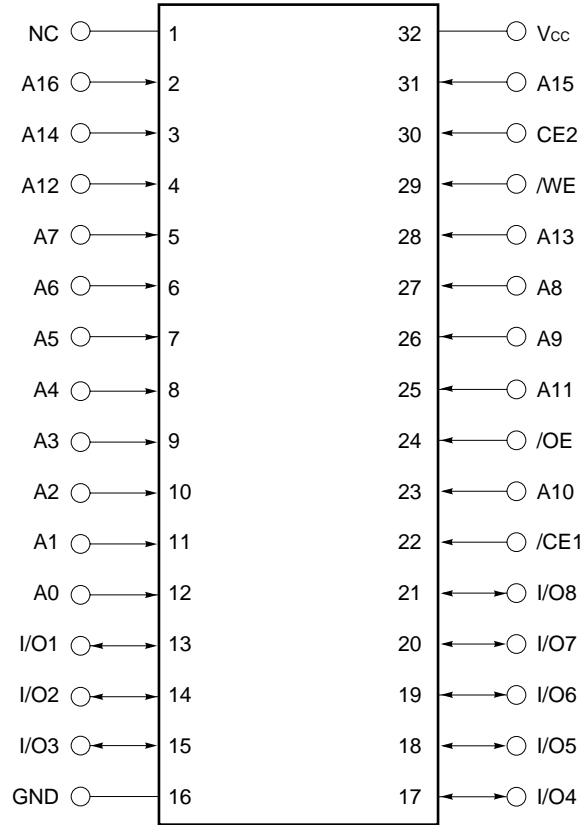 NC 1 32 Vcc
A16 2 31 A15
A14 3 30 CE2
A12 4 29 /WE
A7 5 28 A13
A6 6 27 A8
A5 7 26 A9
A4 8 25 A11
A3 9 24 /OE
A2 10 23 A10
A1 11 22 /CE1
A0 12 21 I/O8
I/O1 13 20 I/O7
I/O2 14 19 I/O6
I/O3 15 18 I/O5
GND 16 17 I/O4